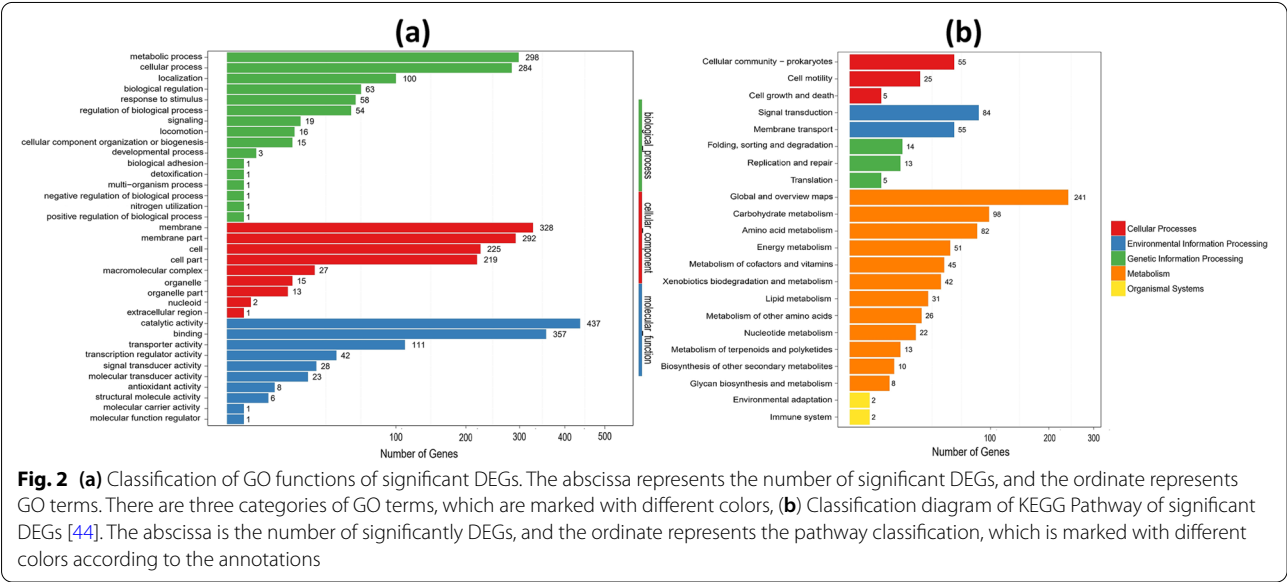 (a)
metabolic process 298
cellular process 284
localization 100
biological regulation 63
response to stimulus 58
regulation of biological process 54
signaling 19
locomotion 16
cellular component organization or biogenesis 15
developmental process 3
biological adhesion 1
detoxification 1
multi−organism process 1
negative regulation of biological process 1
nitrogen utilization 1
positive regulation of biological process 1
membrane 328
membrane part 292
cell 225
cell part 219
macromolecular complex 27
organelle 15
organelle part 13
nucleoid 2
extracellular region 1
catalytic activity 437
binding 357
transporter activity 111
transcription regulator activity 42
signal transducer activity 28
molecular transducer activity 23
antioxidant activity 8
structural molecule activity 6
molecular carrier activity 1
molecular function regulator 1
biological_process
cellular_component
molecular_function
100 200 300 400 500
Number of Genes
(b)
Cellular community − prokaryotes 55
Cell motility 25
Cell growth and death 5
Signal transduction 84
Membrane transport 55
Folding, sorting and degradation 14
Replication and repair 13
Translation 5
Global and overview maps 241
Carbohydrate metabolism 98
Amino acid metabolism 82
Energy metabolism 51
Metabolism of cofactors and vitamins 45
Xenobiotics biodegradation and metabolism 42
Lipid metabolism 31
Metabolism of other amino acids 26
Nucleotide metabolism 22
Metabolism of terpenoids and polyketides 13
Biosynthesis of other secondary metabolites 10
Glycan biosynthesis and metabolism 8
Environmental adaptation 2
Immune system 2
100 200 300
Number of Genes
Cellular Processes
Environmental Information Processing
Genetic Information Processing
Metabolism
Organismal Systems
Fig. 2 (a) Classification of GO functions of significant DEGs. The abscissa represents the number of significant DEGs, and the ordinate represents
GO terms. There are three categories of GO terms, which are marked with different colors, (b) Classification diagram of KEGG Pathway of significant
DEGs [44]. The abscissa is the number of significantly DEGs, and the ordinate represents the pathway classification, which is marked with different
colors according to the annotations